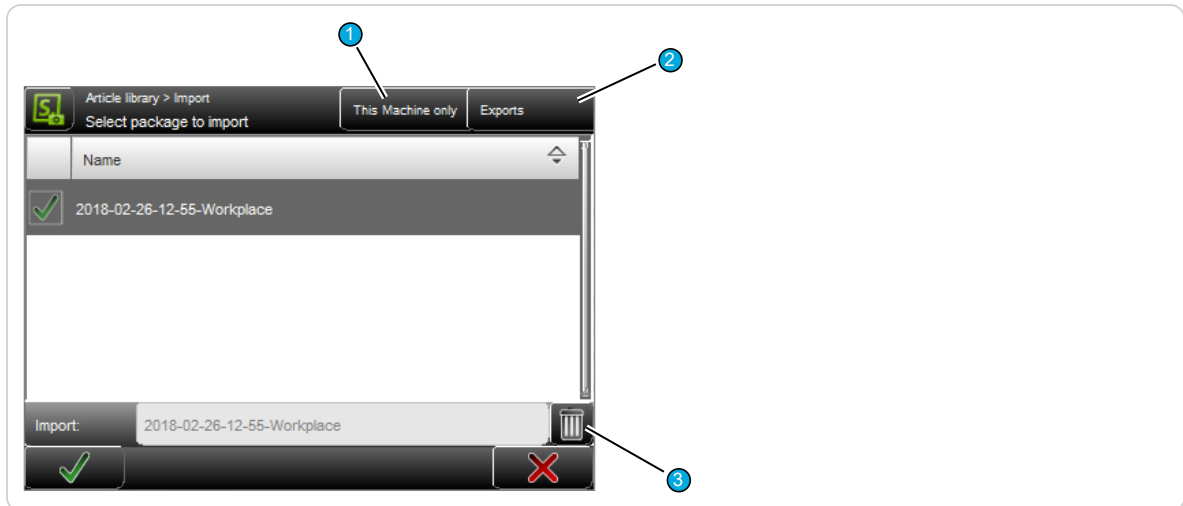 1
2
Article library > Import
Select package to import
This Machine only
Exports
Name
2018-02-26-12-55-Workplace
Import:
2018-02-26-12-55-Workplace
3